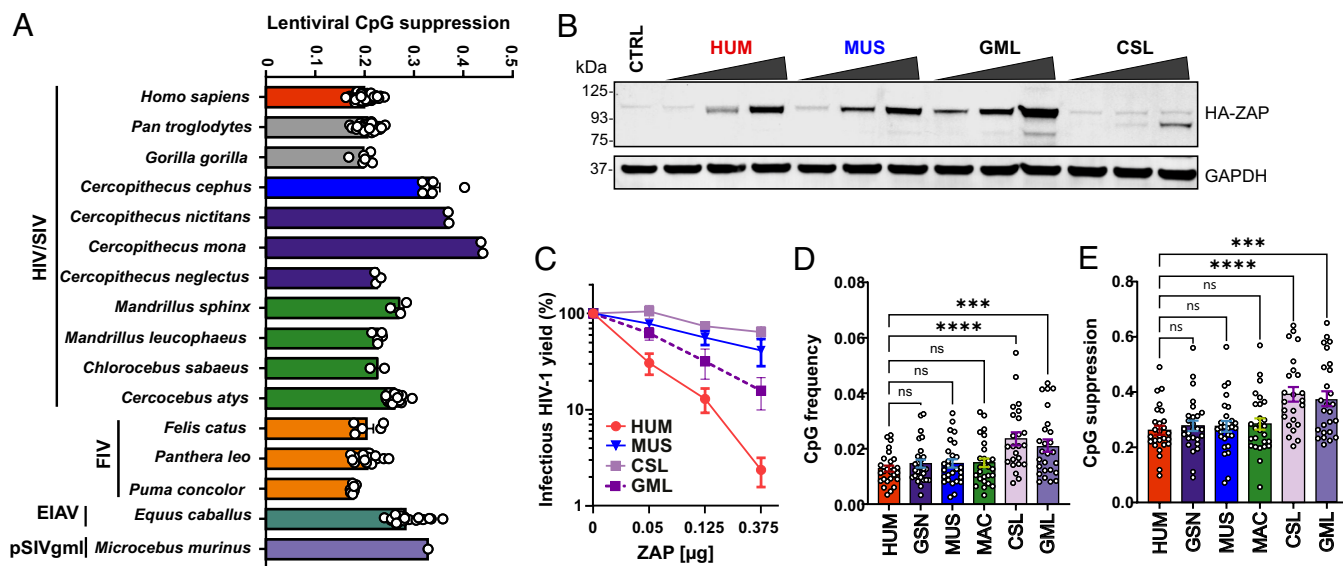 A
Lentiviral CpG suppression
0 0.1 0.2 0.3 0.4 0.5
HIV/SIV
Homo sapiens
Pan troglodytes
Gorilla gorilla
Cercopithecus cephus
Cercopithecus nictitans
Cercopithecus mona
Cercopithecus neglectus
Mandrillus sphinx
Mandrillus leucophaeus
Chlorocebus sabaeus
Cercocebus atys
FIV
Felis catus
Panthera leo
Puma concolor
EIAV
Equus caballus
pSIVgml
Microcebus murinus
B
CTRL HUM MUS GML CSL
kDa
125-
93-
75-
HA-ZAP
37-
GAPDH
C
Infectious HIV-1 yield (%)
100
10
1
HUM
MUS
CSL
GML
0 0.05 0.125 0.375
ZAP [µg]
D
CpG frequency
0.08
0.06
0.04
0.02
0.00
***
****
ns
ns
ns
HUM GSN MUS MAC CSL GML
E
CpG suppression
0.8
0.6
0.4
0.2
0.0
***
****
ns
ns
ns
HUM GSN MUS MAC CSL GML